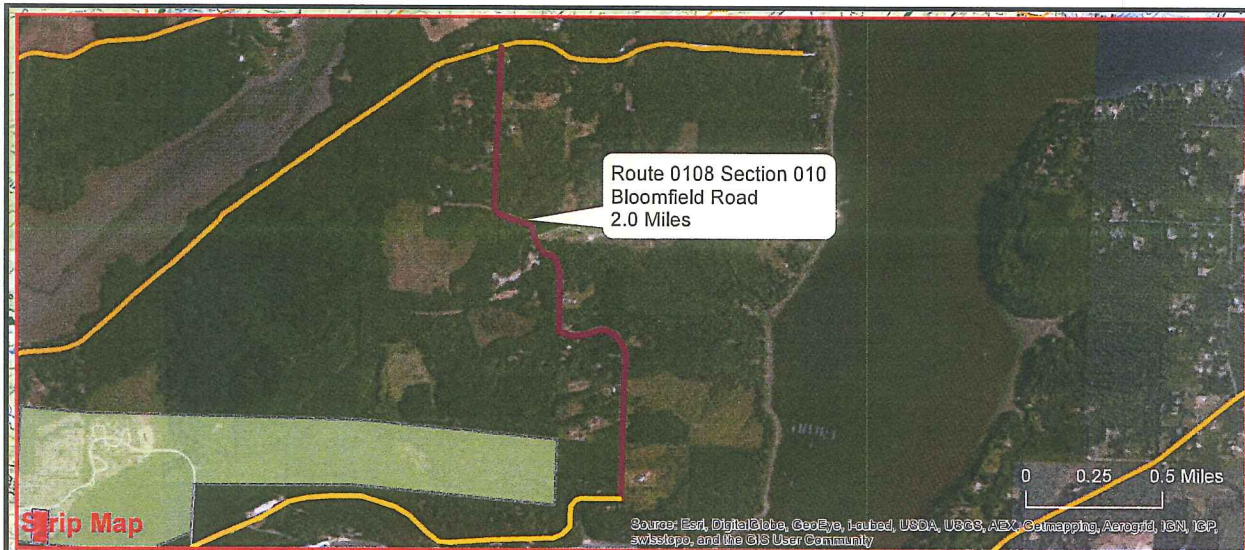 Route 0108 Section 010
Bloomfield Road
2.0 Miles
0 0.25 0.5 Miles
Strip Map
Source: Esri, DigitalGlobe, GeoEye, i-cubed, USDA, USGS, AEX, Getmapping, Aerogrid, IGN, IGP,
swisstopo, and the GIS User Community